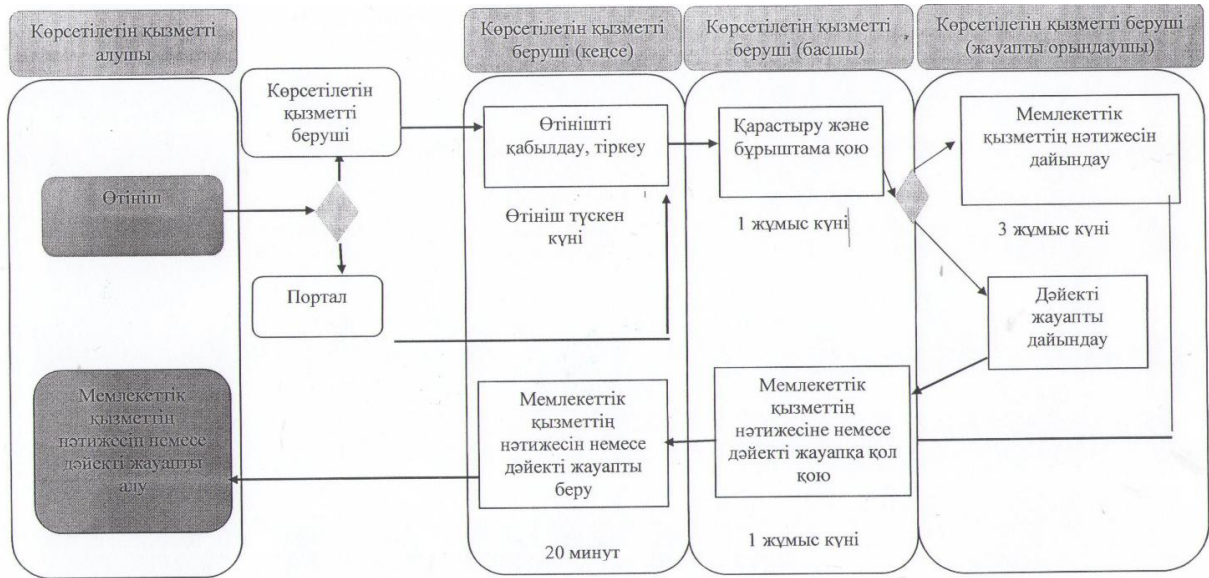 Көрсетілетін қызметті
алушы
Көрсетілетін қызметті
беруші (кеңсе)
Көрсетілетін қызметті
беруші (басшы)
Көрсетілетін қызметті беруші
(жауапты орындаушы)
Көрсетілетін
қызметті
беруші
Өтініш
Портал
Өтінішті
қабылдау, тіркеу
Өтініш түскен
күні
Қарастыру және
бұрыштама қою
1 жұмыс күні
Мемлекеттік
қызметтің нәтижесін
дайындау
3 жұмыс күні
Дәйекті
жауапты
дайындау
Мемлекеттік
қызметтің
нәтижесін немесе
дәйекті жауапты
алу
Мемлекеттік
қызметтің
нәтижесін немесе
дәйекті жауапты
беру
20 минут
Мемлекеттік
қызметтің
нәтижесіне немесе
дәйекті жауапқа қол
қою
1 жұмыс күні